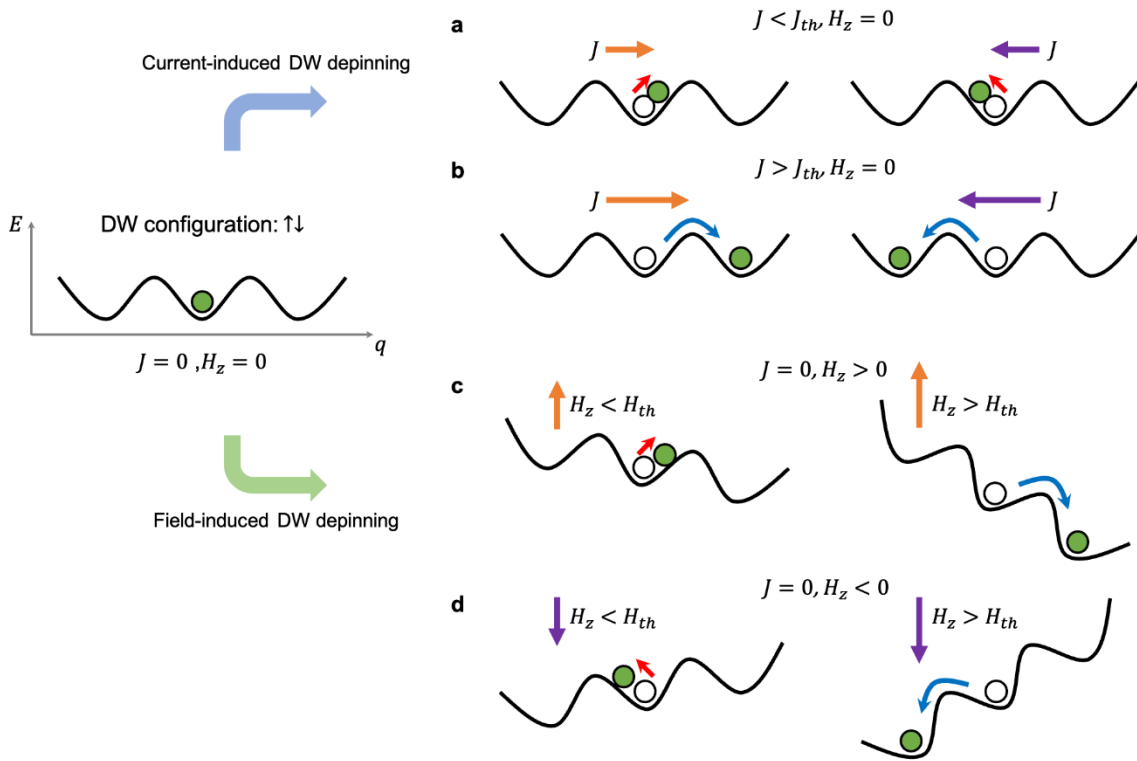 Current-induced DW depinning
E
DW configuration: ↑↓
q
J = 0 ,H_z = 0
Field-induced DW depinning
a
J < J_th, H_z = 0
J
J
b
J > J_th, H_z = 0
J
J
c
J = 0, H_z > 0
H_z < H_th
H_z > H_th
d
J = 0, H_z < 0
H_z < H_th
H_z > H_th